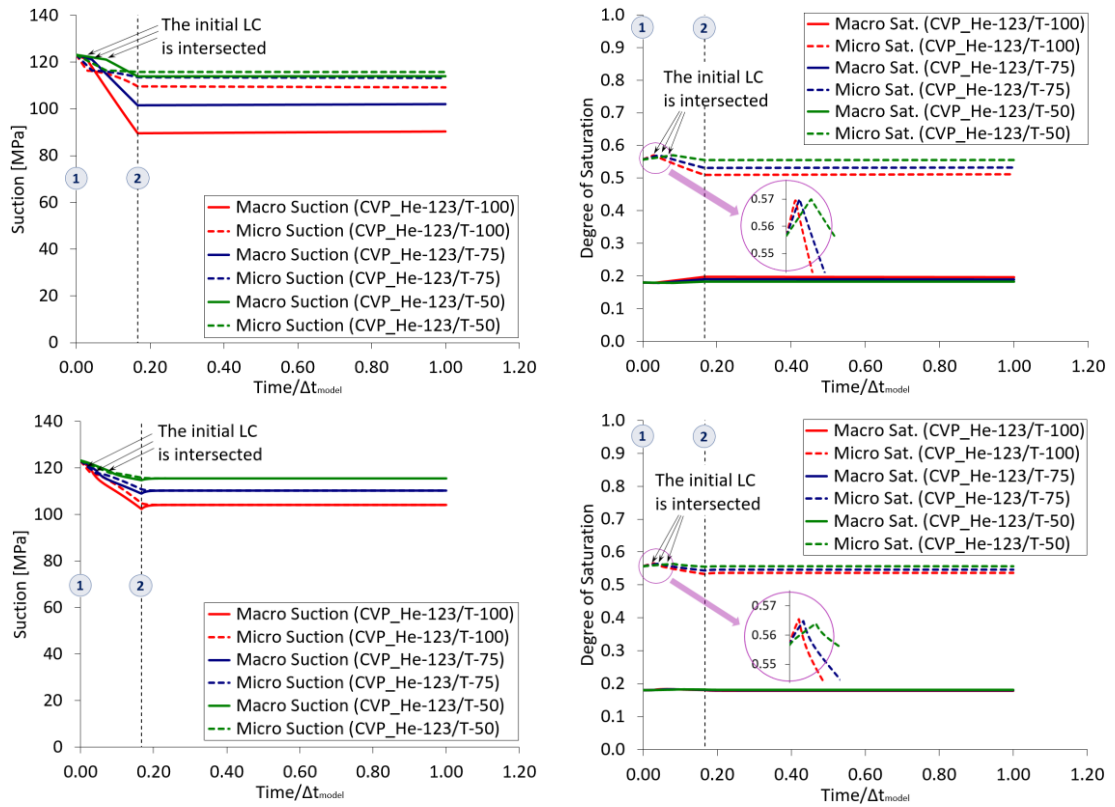 140
120
100
80
60
40
20
0
Suction [MPa]
The initial LC
is intersected
1
2
Macro Suction (CVP_He-123/T-100)
Micro Suction (CVP_He-123/T-100)
Macro Suction (CVP_He-123/T-75)
Micro Suction (CVP_He-123/T-75)
Macro Suction (CVP_He-123/T-50)
Micro Suction (CVP_He-123/T-50)
0.00 0.20 0.40 0.60 0.80 1.00 1.20
Time/Δtmodel
1.0
0.9
0.8
0.7
0.6
0.5
0.4
0.3
0.2
0.1
0.0
Degree of Saturation
1
2
The initial LC
is intersected
Macro Sat. (CVP_He-123/T-100)
Micro Sat. (CVP_He-123/T-100)
Macro Sat. (CVP_He-123/T-75)
Micro Sat. (CVP_He-123/T-75)
Macro Sat. (CVP_He-123/T-50)
Micro Sat. (CVP_He-123/T-50)
0.57
0.56
0.55
0.00 0.20 0.40 0.60 0.80 1.00 1.20
Time/Δtmodel
140
120
100
80
60
40
20
0
Suction [MPa]
The initial LC
is intersected
1
2
Macro Suction (CVP_He-123/T-100)
Micro Suction (CVP_He-123/T-100)
Macro Suction (CVP_He-123/T-75)
Micro Suction (CVP_He-123/T-75)
Macro Suction (CVP_He-123/T-50)
Micro Suction (CVP_He-123/T-50)
0.00 0.20 0.40 0.60 0.80 1.00 1.20
Time/Δtmodel
1.0
0.9
0.8
0.7
0.6
0.5
0.4
0.3
0.2
0.1
0.0
Degree of Saturation
1
2
The initial LC
is intersected
Macro Sat. (CVP_He-123/T-100)
Micro Sat. (CVP_He-123/T-100)
Macro Sat. (CVP_He-123/T-75)
Micro Sat. (CVP_He-123/T-75)
Macro Sat. (CVP_He-123/T-50)
Micro Sat. (CVP_He-123/T-50)
0.57
0.56
0.55
0.00 0.20 0.40 0.60 0.80 1.00 1.20
Time/Δtmodel